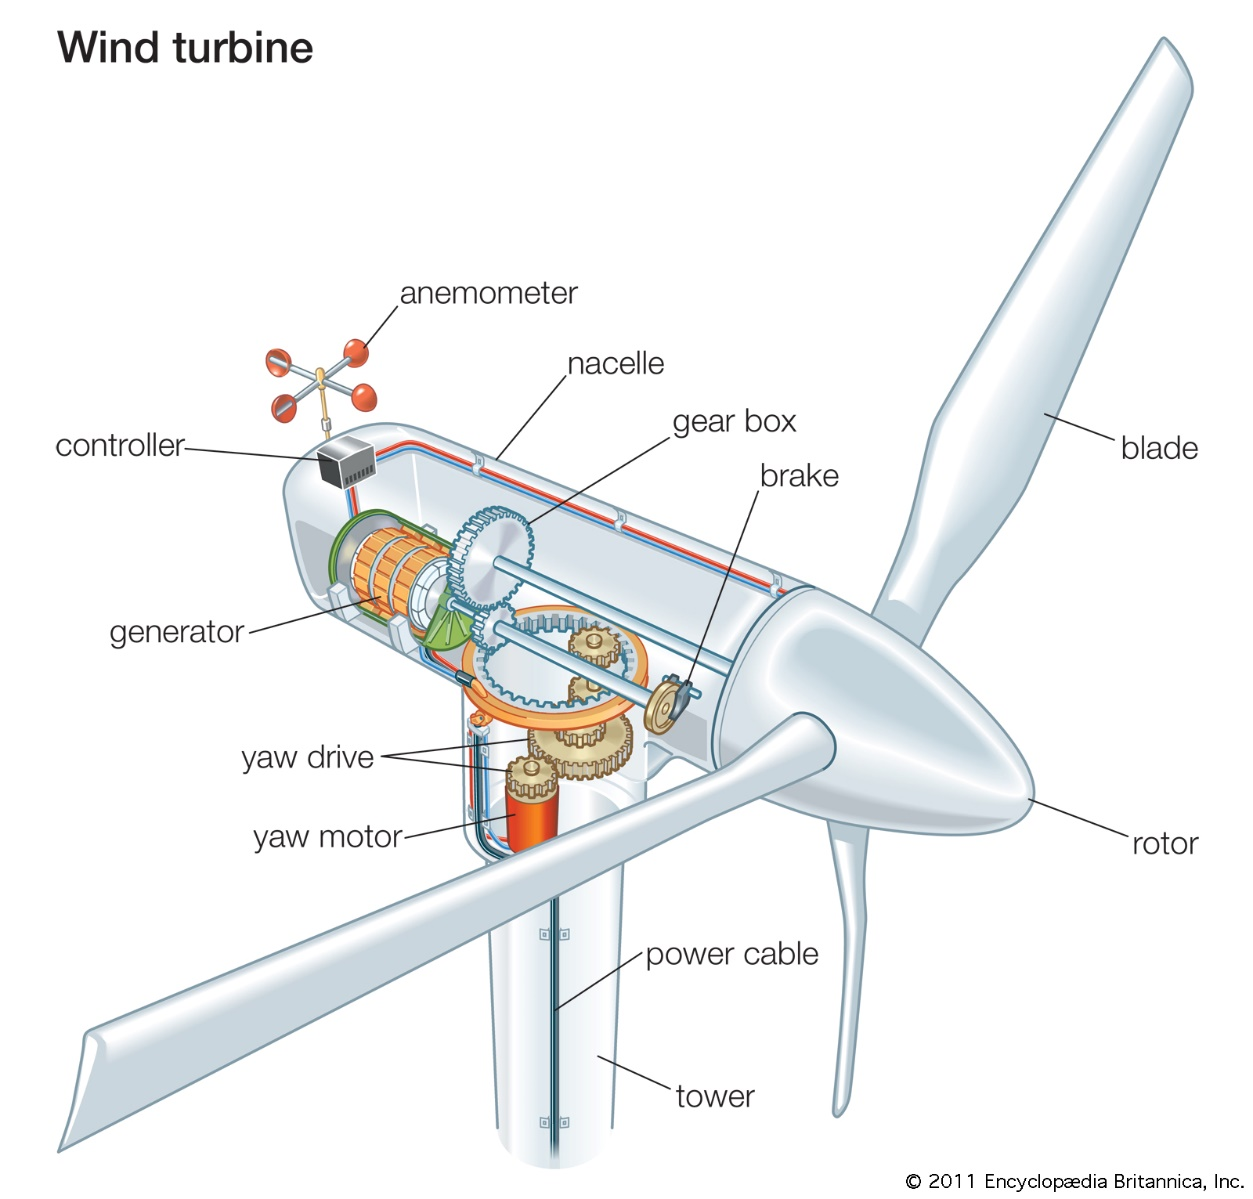 Wind turbine
anemometer
nacelle
gear box
controller
brake
blade
generator
yaw drive
yaw motor
rotor
power cable
tower
© 2011 Encyclopædia Britannica, Inc.